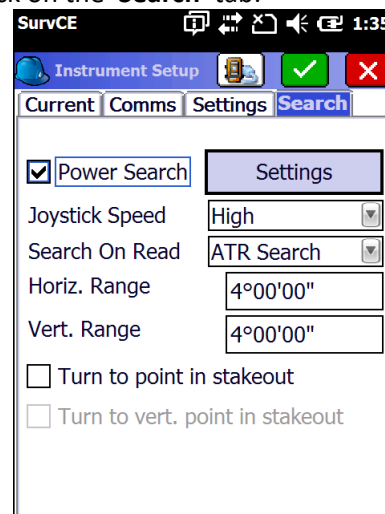 ck on the "Search" tab.
SurvCE 1:35
Instrument Setup
Current Comms Settings Search
Power Search Settings
Joystick Speed High
Search On Read ATR Search
Horiz. Range 4°00'00"
Vert. Range 4°00'00"
Turn to point in stakeout
Turn to vert. point in stakeout